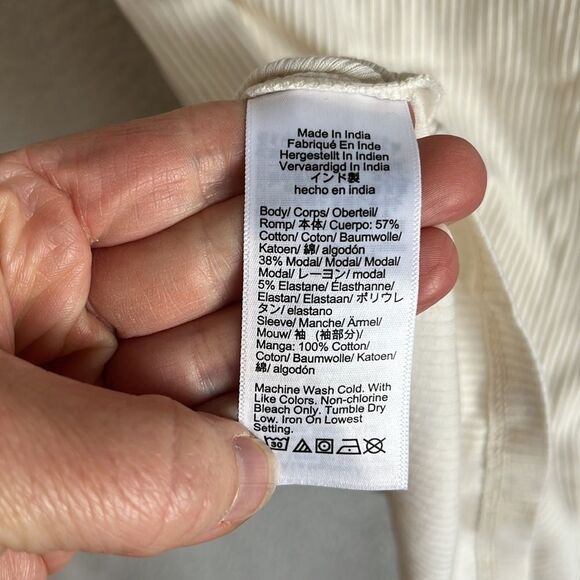 Made In India
Fabriqué En Inde
Hergestellt In Indien
Vervaardigd In India
インド製
hecho en india
Body/ Corps/ Oberteil/
Romp/ 本体/ Cuerpo: 57%
Cotton/ Coton/ Baumwolle/
Katoen/ 綿/ algodón
38% Modal/ Modal/ Modal/
Modal/ レーヨン/ modal
5% Elastane/ Élasthanne/
Elastan/ Elastaan/ ポリウレ
タン/ elastano
Sleeve/ Manche/ Ärmel/
Mouw/ 袖 (袖部分)/
Manga: 100% Cotton/
Coton/ Baumwolle/ Katoen/
綿/ algodón
Machine Wash Cold. With
Like Colors. Non-chlorine
Bleach Only. Tumble Dry
Low. Iron On Lowest
Setting.
30